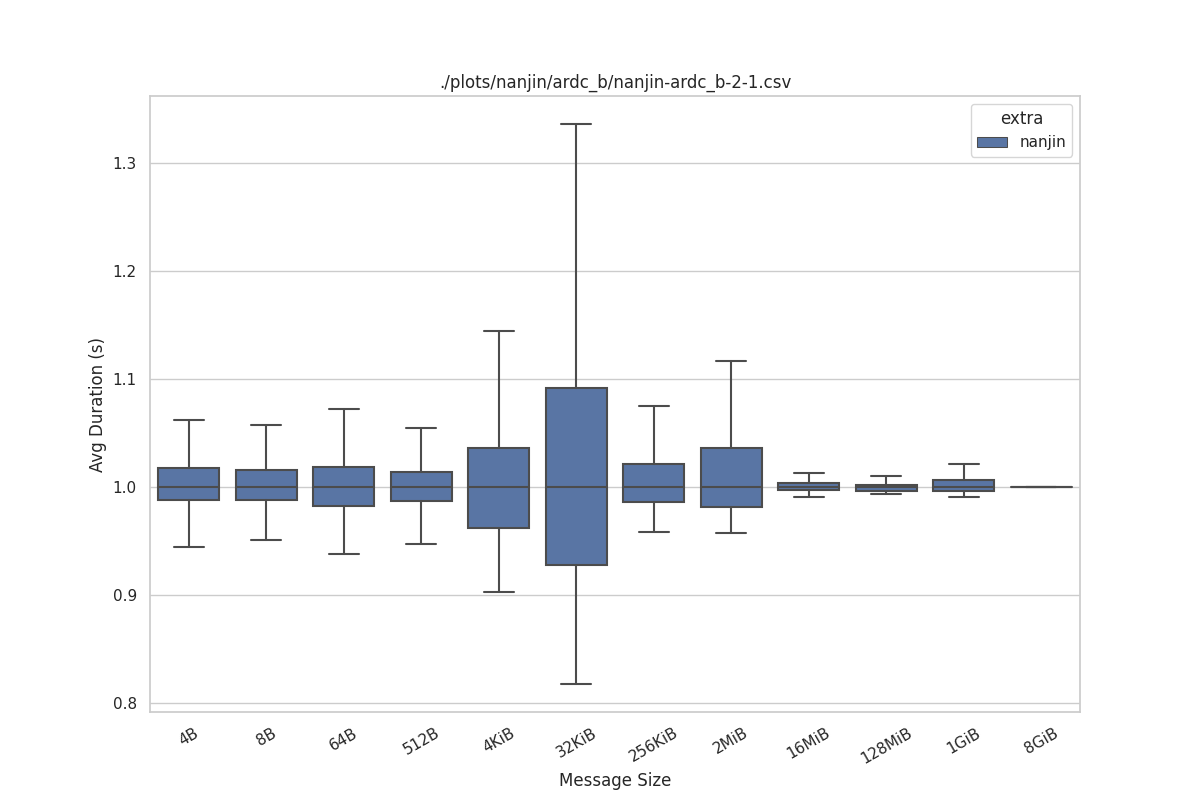 ./plots/nanjin/ardc_b/nanjin-ardc_b-2-1.csv
extra
nanjin
Avg Duration (s)
1.3
1.2
1.1
1.0
0.9
0.8
4B
8B
64B
512B
4KiB
32KiB
256KiB
2MiB
16MiB
128MiB
1GiB
8GiB
Message Size